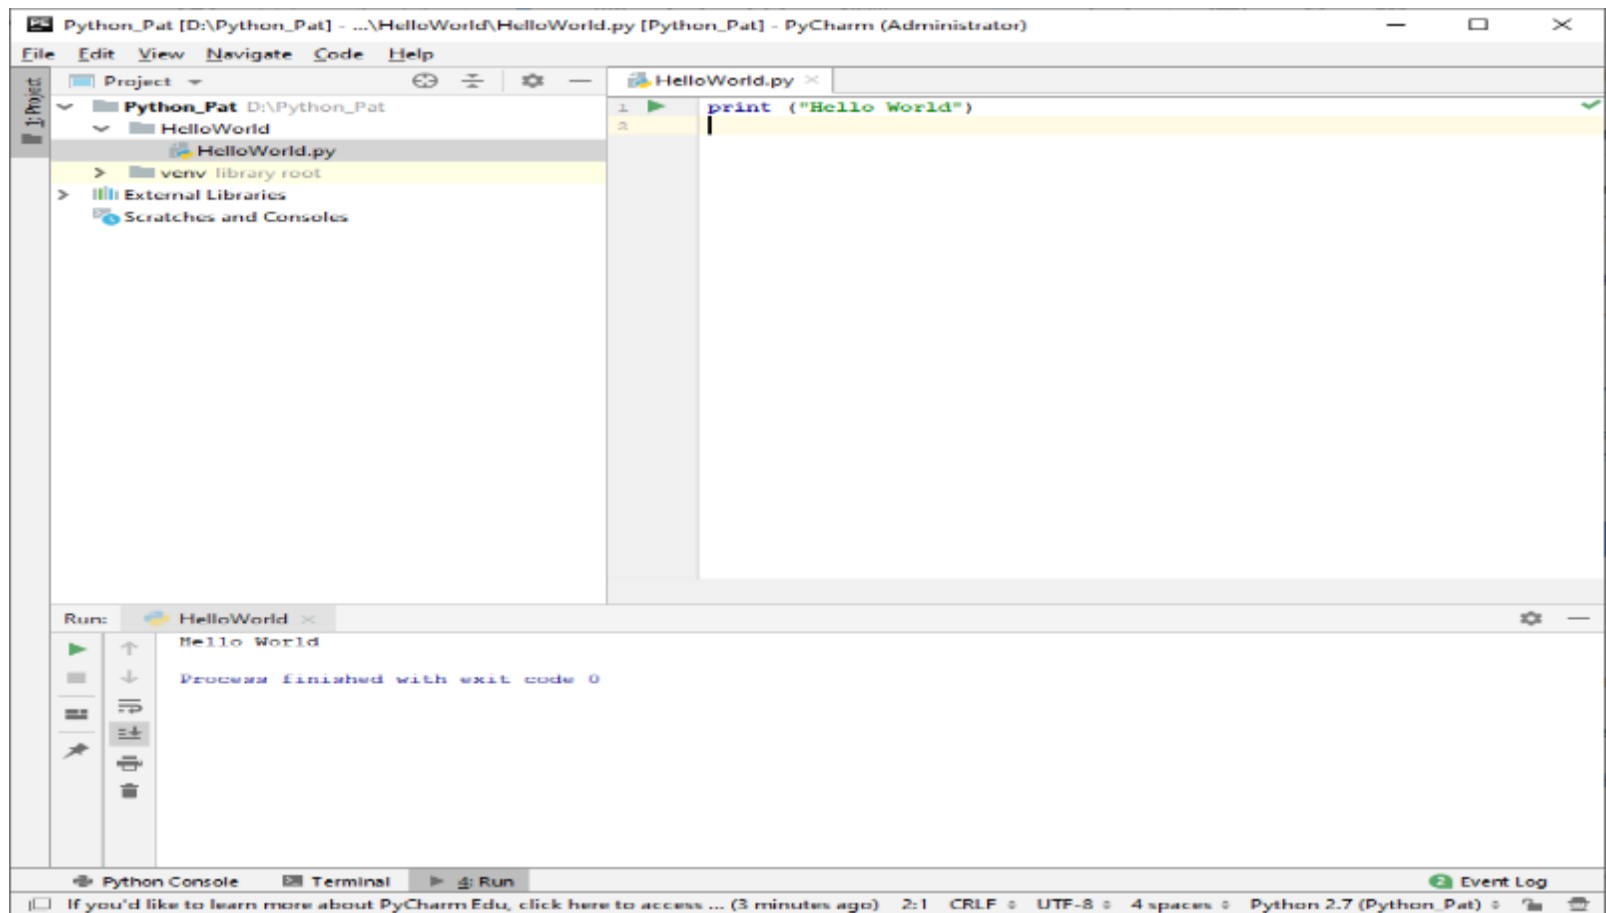 Python_Pat [D:\Python_Pat] - ...\HelloWorld\HelloWorld.py [Python_Pat] - PyCharm (Administrator)
File Edit View Navigate Code Help
1: Project
Project
Python_Pat D:\Python_Pat
HelloWorld
HelloWorld.py
venv library root
External Libraries
Scratches and Consoles
HelloWorld.py
1 print ("Hello World")
2
Run: HelloWorld
Hello World
Process finished with exit code 0
Python Console Terminal 4: Run 2 Event Log
If you'd like to learn more about PyCharm Edu, click here to access ... (3 minutes ago) 2:1 CRLF UTF-8 4 spaces Python 2.7 (Python_Pat)